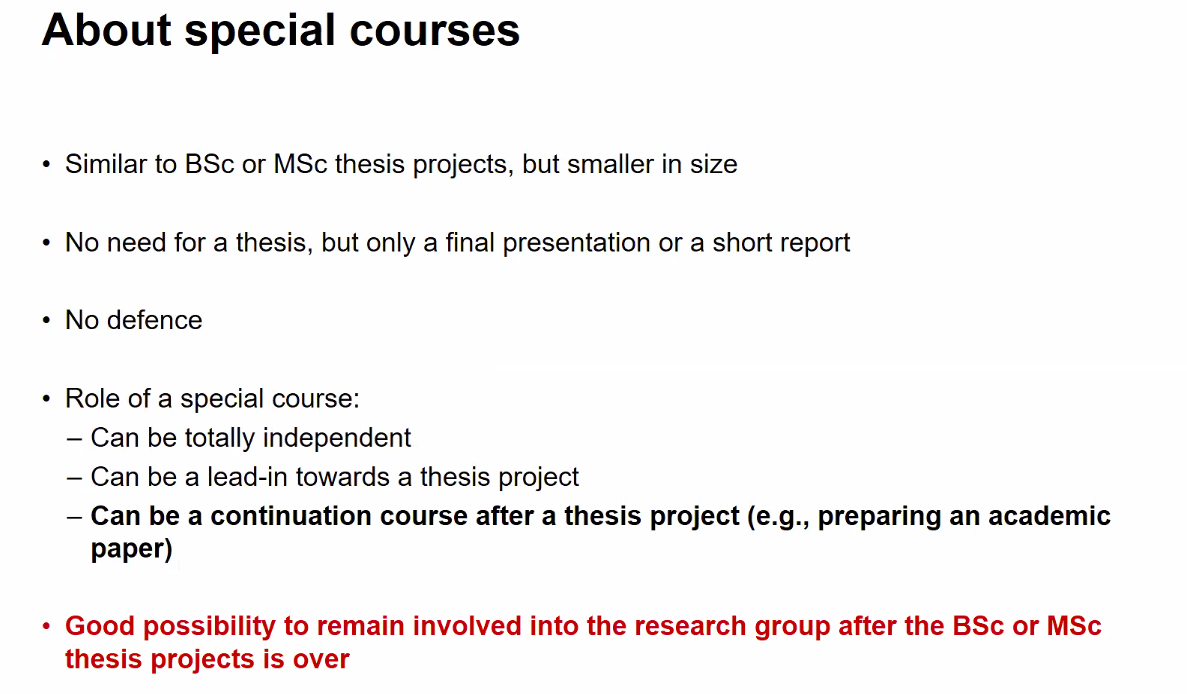 About special courses
• Similar to BSc or MSc thesis projects, but smaller in size
• No need for a thesis, but only a final presentation or a short report
• No defence
• Role of a special course:
– Can be totally independent
– Can be a lead-in towards a thesis project
– Can be a continuation course after a thesis project (e.g., preparing an academic
paper)
• Good possibility to remain involved into the research group after the BSc or MSc
thesis projects is over